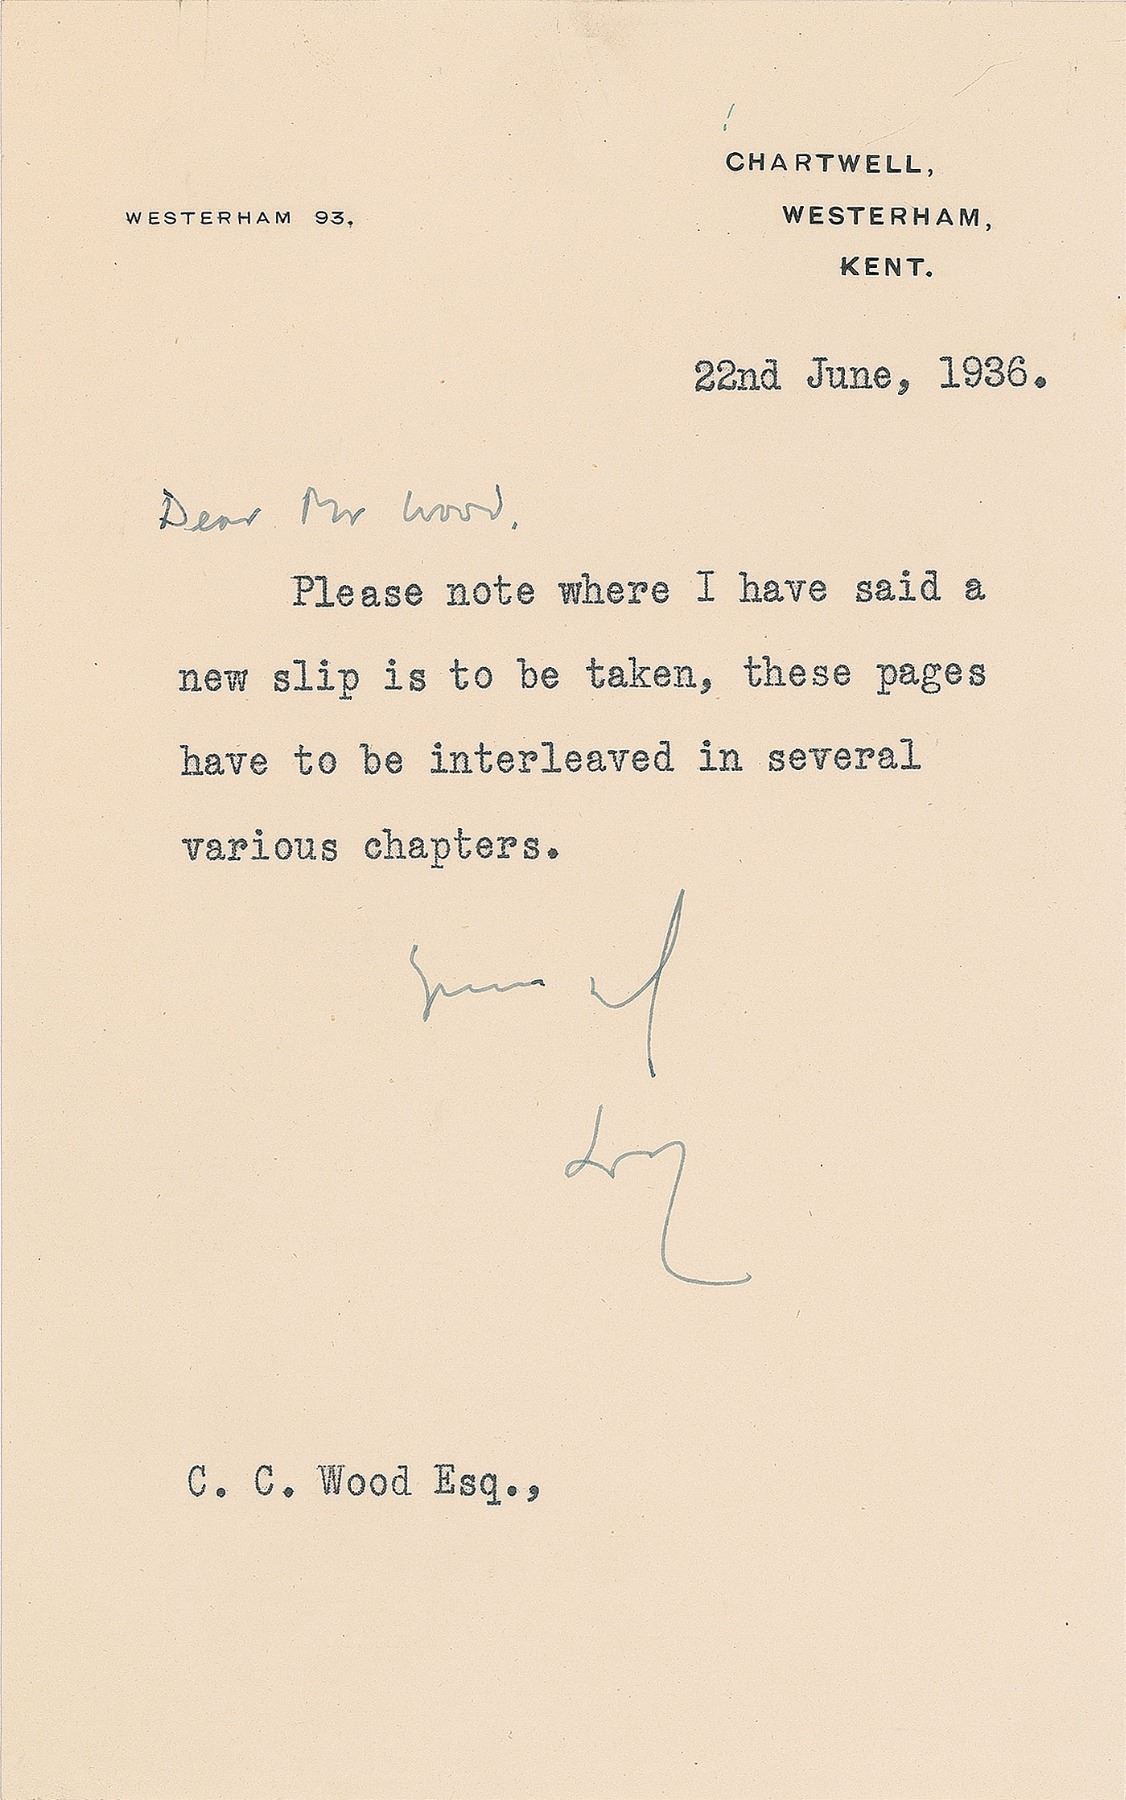 CHARTWELL,
WESTERHAM 93. WESTERHAM,
KENT.
22nd June, 1936.
Dear Mr Wood,
Please note where I have said a
new slip is to be taken, these pages
have to be interleaved in several
various chapters.
C. C. Wood Esq.,